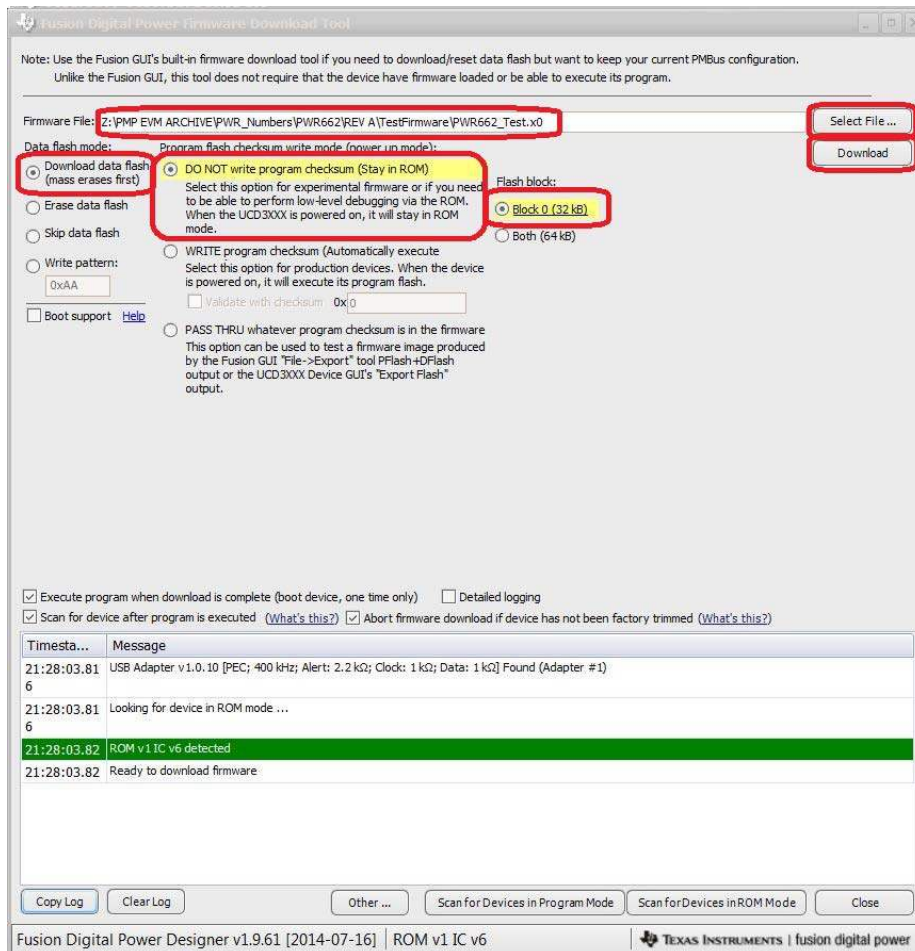 Fusion Digital Power Firmware Download Tool
Note: Use the Fusion GUI's built-in firmware download tool if you need to download/reset data flash but want to keep your current PMBus configuration.
Unlike the Fusion GUI, this tool does not require that the device have firmware loaded or be able to execute its program.
Firmware File: Z:\PMP EVM ARCHIVE\PWR_Numbers\PWR662\REV A\TestFirmware\PWR662_Test.x0
Select File ...
Download
Data flash mode:
Download data flash
(mass erases first)
Erase data flash
Skip data flash
Write pattern:
0xAA
Boot support Help
Program flash checksum write mode (power up mode):
DO NOT write program checksum (Stay in ROM)
Select this option for experimental firmware or if you need
to be able to perform low-level debugging via the ROM.
When the UCD3XXX is powered on, it will stay in ROM
mode.
WRITE program checksum (Automatically execute
Select this option for production devices. When the device
is powered on, it will execute its program flash.
Validate with checksum 0x 0
PASS THRU whatever program checksum is in the firmware
This option can be used to test a firmware image produced
by the Fusion GUI "File->Export" tool PFlash+DFlash
output or the UCD3XXX Device GUI's "Export Flash"
output.
Flash block:
Block 0 (32 kB)
Both (64 kB)
Execute program when download is complete (boot device, one time only) Detailed logging
Scan for device after program is executed (What's this?) Abort firmware download if device has not been factory trimmed (What's this?)
Timesta... Message
21:28:03.81 USB Adapter v1.0.10 [PEC; 400 kHz; Alert: 2.2 kΩ; Clock: 1 kΩ; Data: 1 kΩ] Found (Adapter #1)
6
21:28:03.81 Looking for device in ROM mode ...
6
21:28:03.82 ROM v1 IC v6 detected
21:28:03.82 Ready to download firmware
Copy Log Clear Log Other ... Scan for Devices in Program Mode Scan for Devices in ROM Mode Close
Fusion Digital Power Designer v1.9.61 [2014-07-16] ROM v1 IC v6 TEXAS INSTRUMENTS | fusion digital power